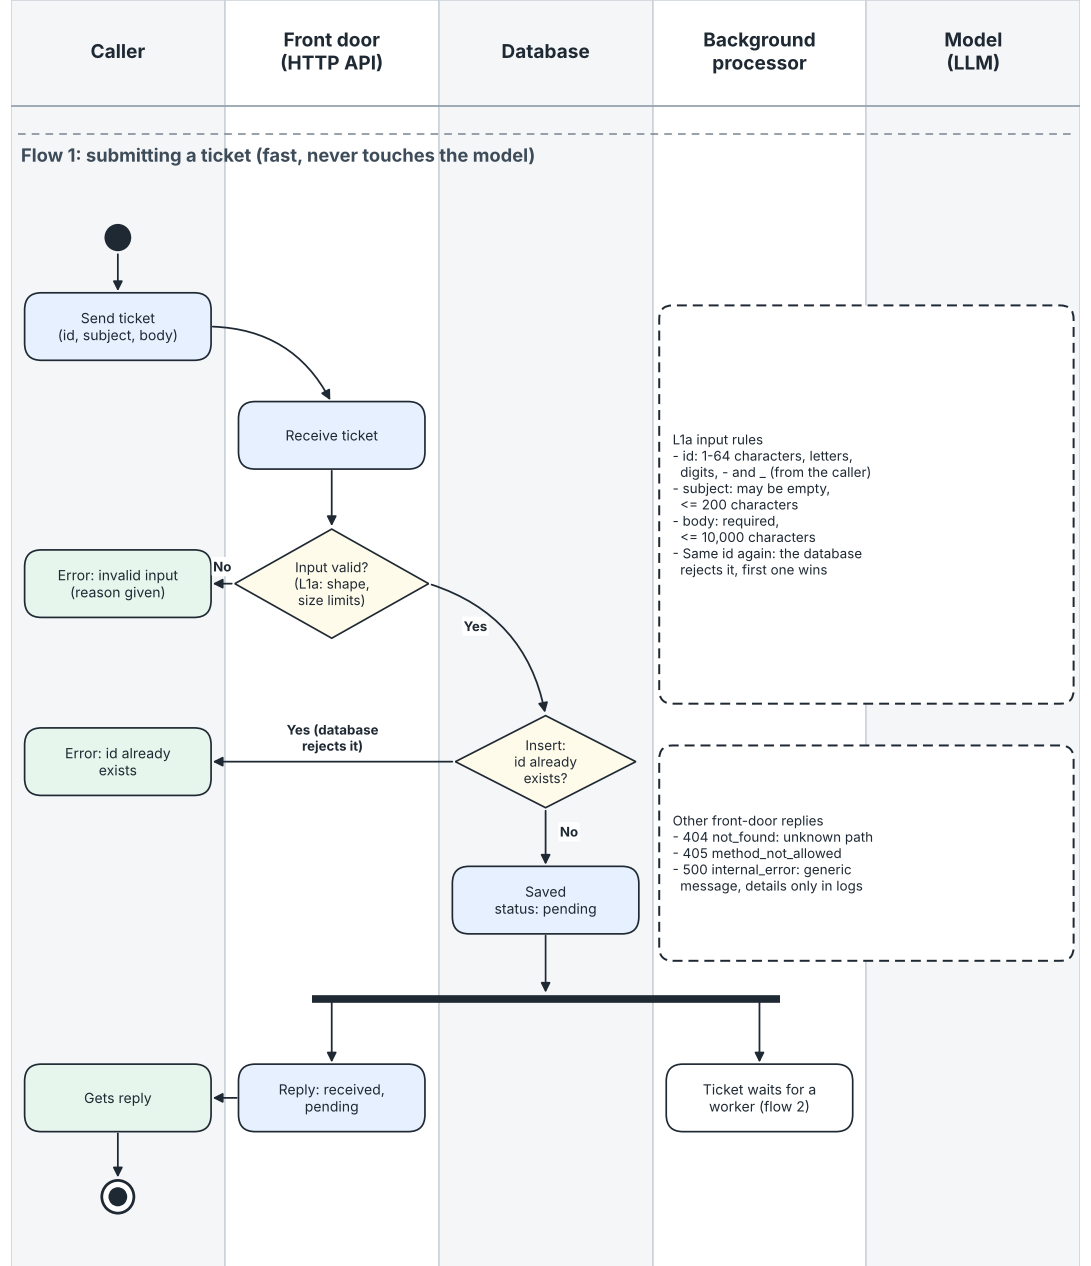 Caller
Front door
(HTTP API)
Database
Background
processor
Model
(LLM)
Flow 1: submitting a ticket (fast, never touches the model)
Send ticket
(id, subject, body)
Receive ticket
L1a input rules
- id: 1-64 characters, letters,
digits, - and _ (from the caller)
- subject: may be empty,
<= 200 characters
- body: required,
<= 10,000 characters
- Same id again: the database
rejects it, first one wins
Input valid?
(L1a: shape,
size limits)
No
Error: invalid input
(reason given)
Yes
Insert:
id already
exists?
Yes (database
rejects it)
Error: id already
exists
No
Other front-door replies
- 404 not_found: unknown path
- 405 method_not_allowed
- 500 internal_error: generic
message, details only in logs
Saved
status: pending
Gets reply
Reply: received,
pending
Ticket waits for a
worker (flow 2)